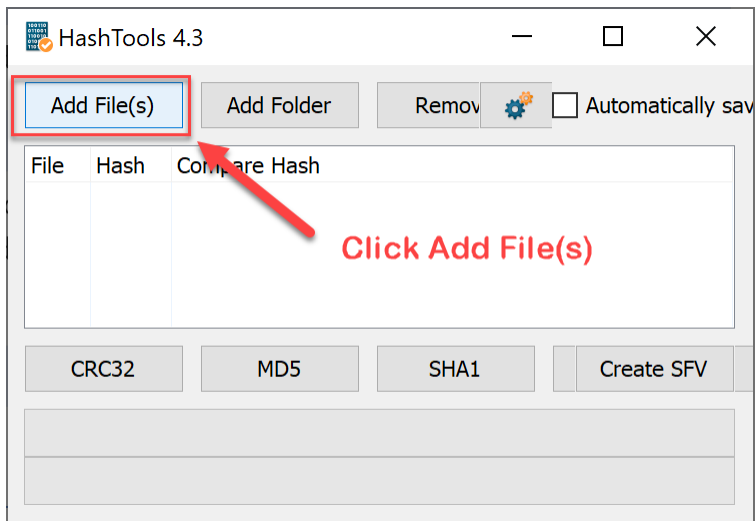 HashTools 4.3
Add File(s) Add Folder Remov Automatically sav
File Hash Compare Hash
Click Add File(s)
CRC32 MD5 SHA1 Create SFV